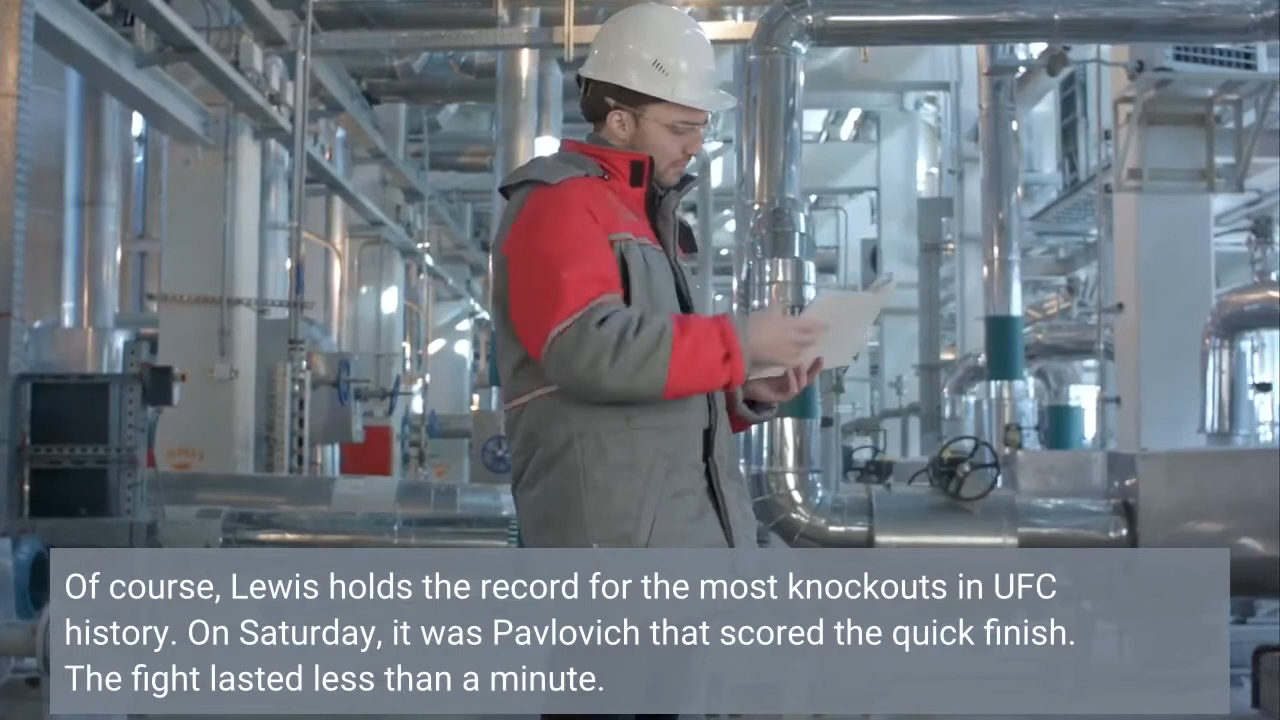 Of course, Lewis holds the record for the most knockouts in UFC
history. On Saturday, it was Pavlovich that scored the quick finish.
The fight lasted less than a minute.